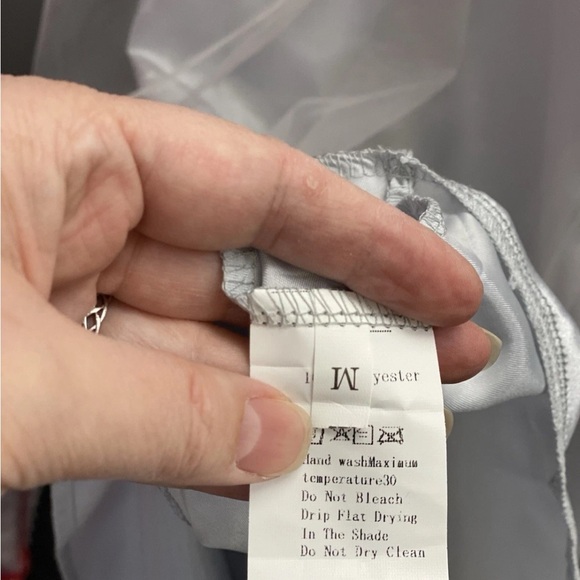 M
yester
Hand washMaximum
temperature30
Do Not Bleach
Drip Flat Drying
In The Shade
Do Not Dry Clean